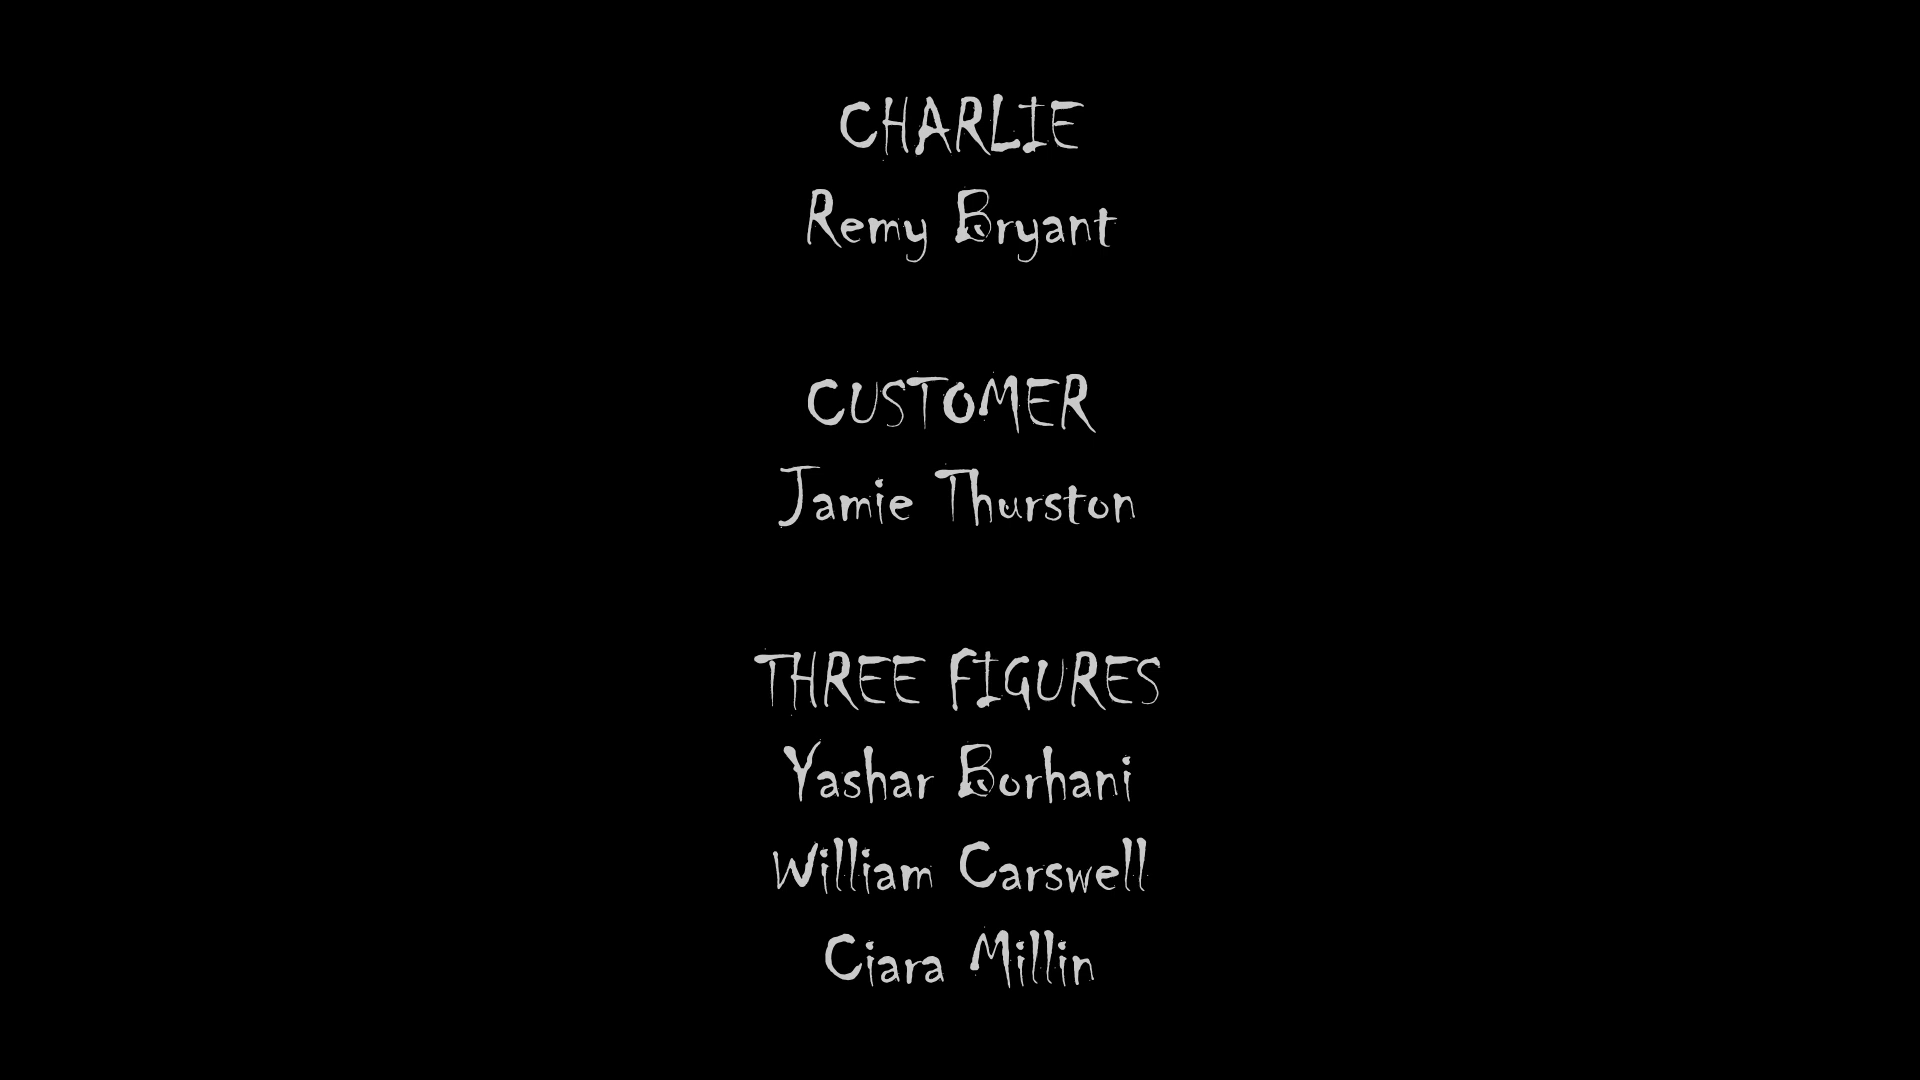 CHARLIE
Remy Bryant
CUSTOMER
Jamie Thurston
THREE FIGURES
Yashar Borhani
William Carswell
Ciara Millin